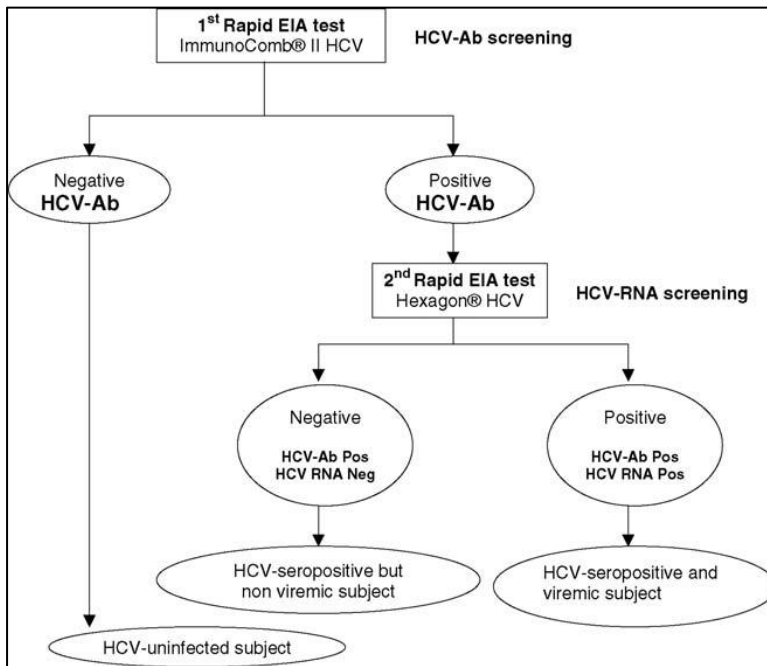 1st Rapid EIA test
ImmunoComb® II HCV
HCV-Ab screening
Negative
HCV-Ab
Positive
HCV-Ab
2nd Rapid EIA test
Hexagon® HCV
HCV-RNA screening
Negative
HCV-Ab Pos
HCV RNA Neg
Positive
HCV-Ab Pos
HCV RNA Pos
HCV-seropositive but
non viremic subject
HCV-seropositive and
viremic subject
HCV-uninfected subject